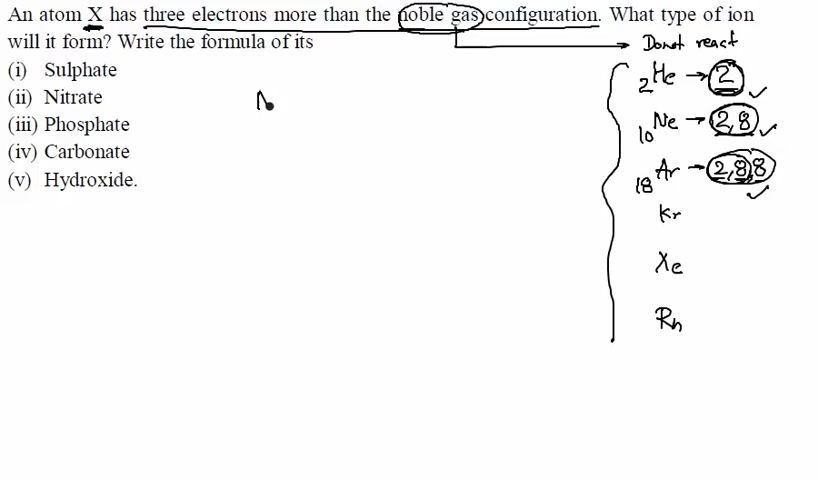 An atom X has three electrons more than the noble gas configuration. What type of ion
will it form? Write the formula of its
(i) Sulphate
(ii) Nitrate
(iii) Phosphate
(iv) Carbonate
(v) Hydroxide.
Donot react
2He → 2
10Ne → 2,8
18Ar → 2,8,8
Kr
Xe
Rn